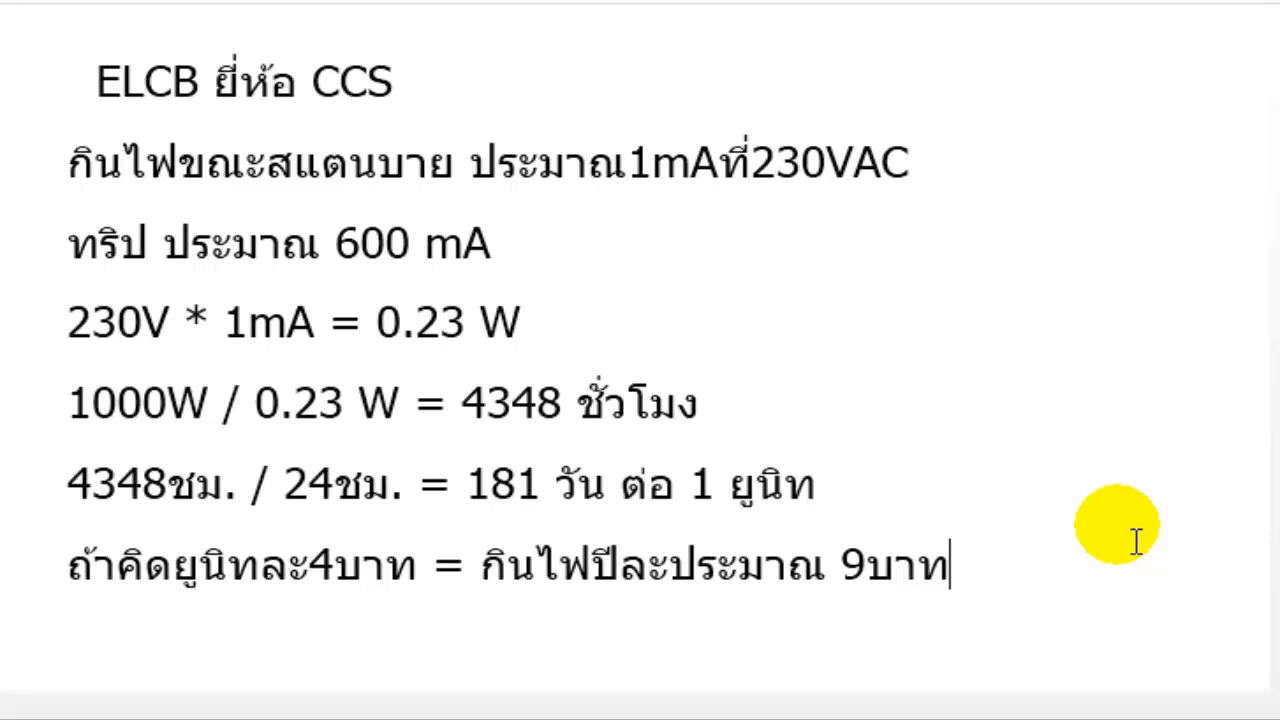 ELCB ยี่ห้อ CCS
กินไฟขณะสแตนบาย ประมาณ1mAที่230VAC
ทริป ประมาณ 600 mA
230V * 1mA = 0.23 W
1000W / 0.23 W = 4348 ชั่วโมง
4348ชม. / 24ชม. = 181 วัน ต่อ 1 ยูนิท
ถ้าคิดยูนิทละ4บาท = กินไฟปีละประมาณ 9บาท